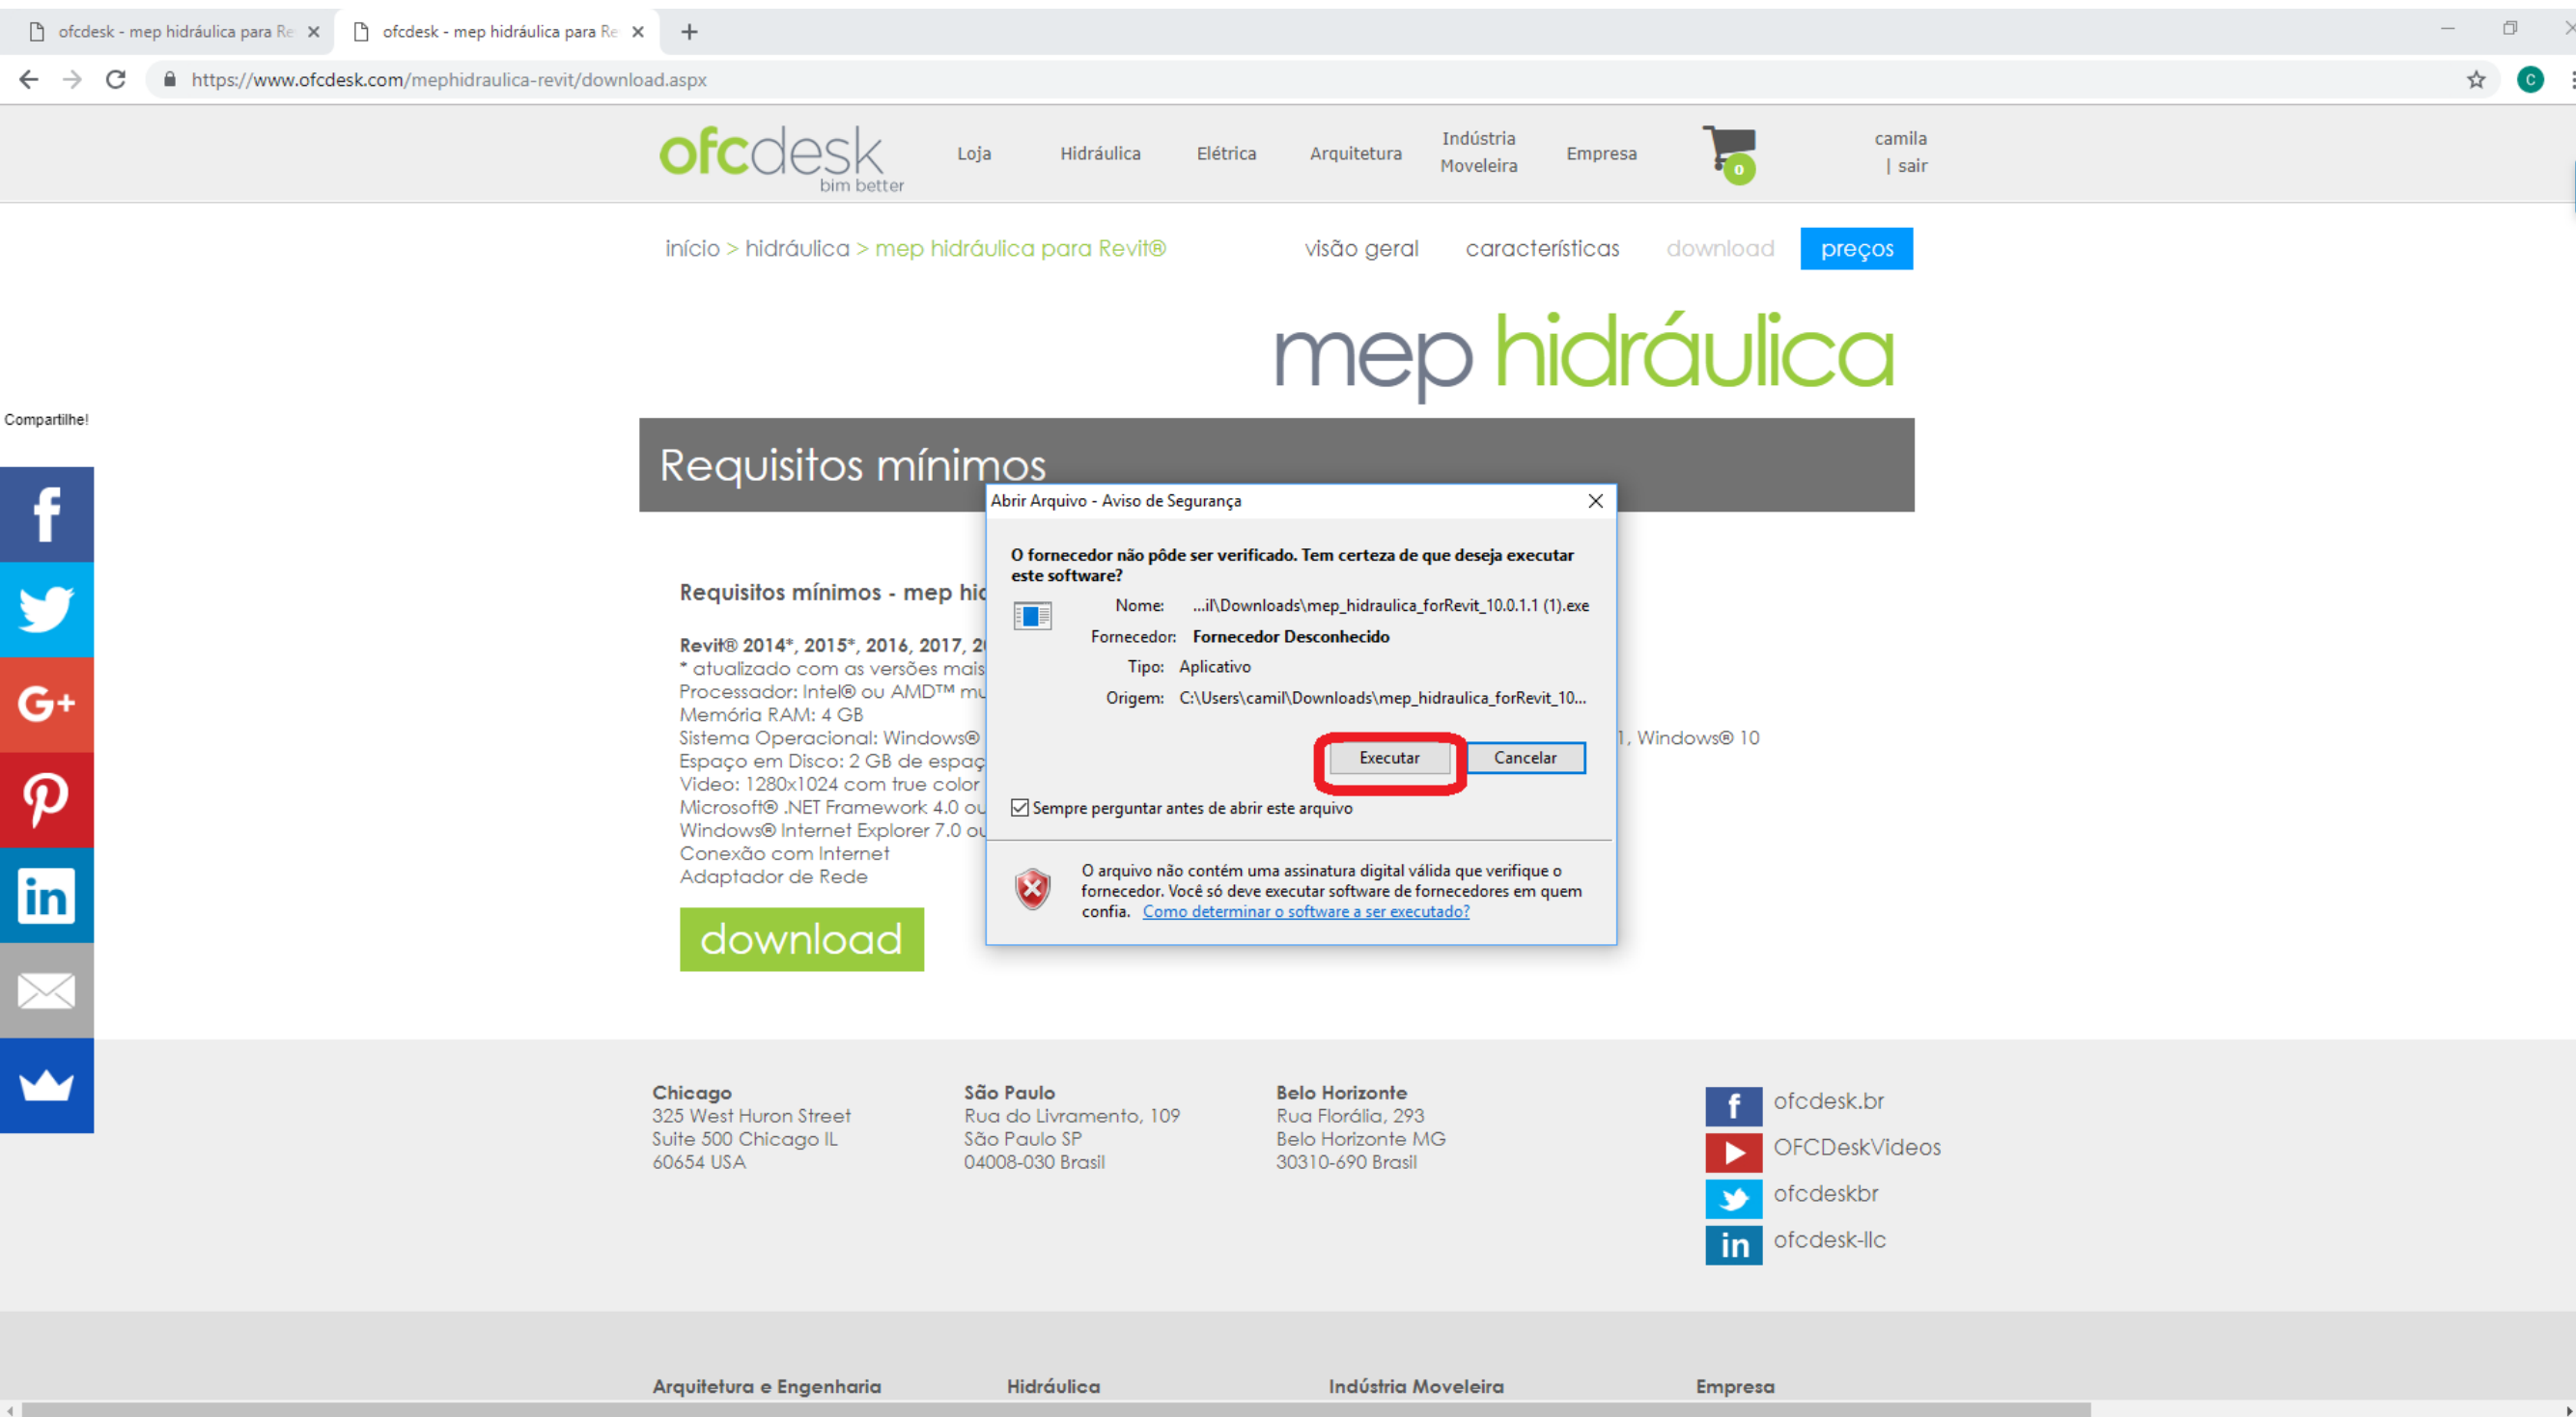 ofcdesk - mep hidráulica para Re
ofcdesk - mep hidráulica para Re
https://www.ofcdesk.com/mephidraulica-revit/download.aspx
C
ofcdesk
bim better
Loja
Hidráulica
Elétrica
Arquitetura
Indústria
Moveleira
Empresa
0
camila
| sair
início > hidráulica > mep hidráulica para Revit®
visão geral
características
download
preços
mep hidráulica
Compartilhe!
Requisitos mínimos
Abrir Arquivo - Aviso de Segurança
O fornecedor não pôde ser verificado. Tem certeza de que deseja executar
este software?
Nome: ...il\Downloads\mep_hidraulica_forRevit_10.0.1.1 (1).exe
Fornecedor: Fornecedor Desconhecido
Tipo: Aplicativo
Origem: C:\Users\camil\Downloads\mep_hidraulica_forRevit_10...
Executar
Cancelar
Sempre perguntar antes de abrir este arquivo
O arquivo não contém uma assinatura digital válida que verifique o
fornecedor. Você só deve executar software de fornecedores em quem
confia. Como determinar o software a ser executado?
Requisitos mínimos - mep hid
Revit® 2014*, 2015*, 2016, 2017, 20
* atualizado com as versões mais
Processador: Intel® ou AMD™ mu
Memória RAM: 4 GB
Sistema Operacional: Windows® 1, Windows® 10
Espaço em Disco: 2 GB de espaç
Video: 1280x1024 com true color
Microsoft® .NET Framework 4.0 ou
Windows® Internet Explorer 7.0 ou
Conexão com Internet
Adaptador de Rede
download
f
G+
in
Chicago
325 West Huron Street
Suite 500 Chicago IL
60654 USA
São Paulo
Rua do Livramento, 109
São Paulo SP
04008-030 Brasil
Belo Horizonte
Rua Florália, 293
Belo Horizonte MG
30310-690 Brasil
f ofcdesk.br
OFCDeskVideos
ofcdeskbr
in ofcdesk-llc
Arquitetura e Engenharia
Hidráulica
Indústria Moveleira
Empresa